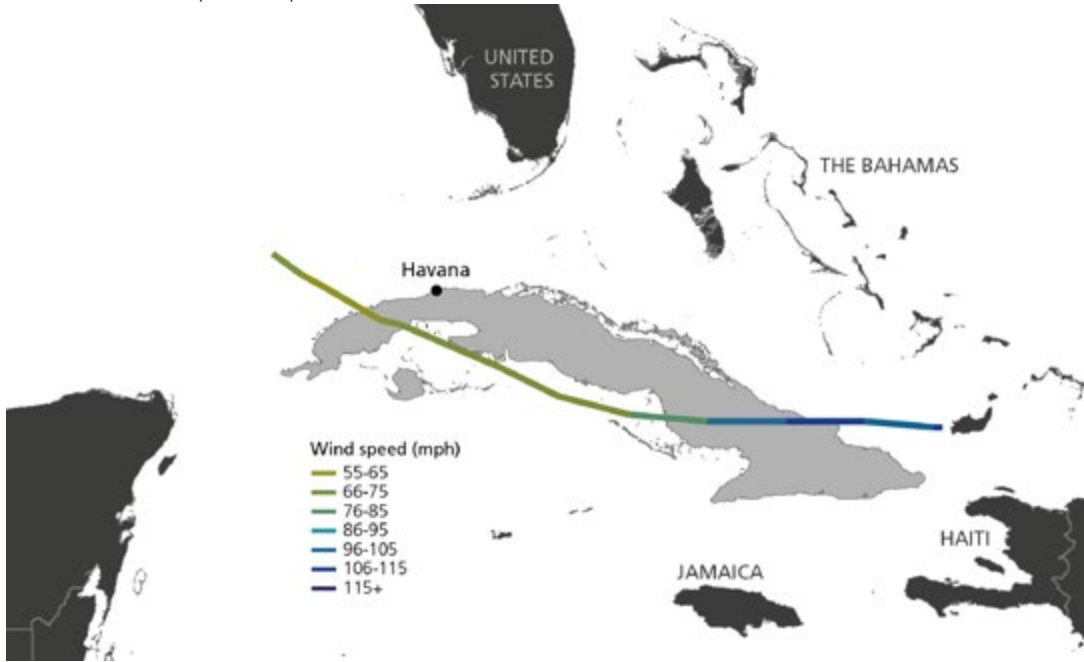 UNITED
STATES
THE BAHAMAS
Havana
Wind speed (mph)
55-65
66-75
76-85
86-95
96-105
106-115
115+
HAITI
JAMAICA